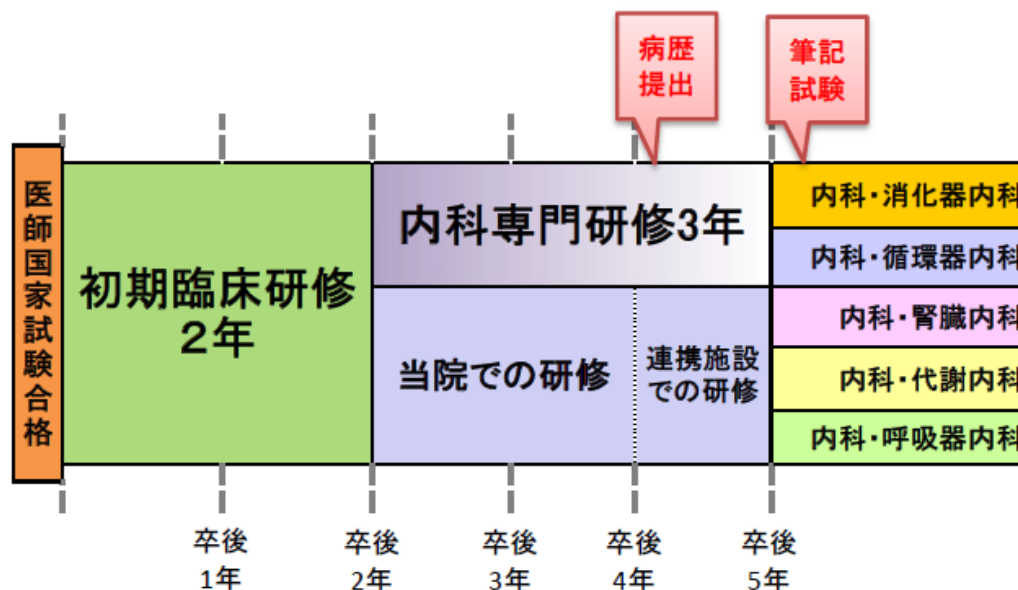 病歴
提出
筆記
試験
医師国家試験合格
初期臨床研修
２年
内科専門研修3年
当院での研修
連携施設
での研修
内科・消化器内科
内科・循環器内科
内科・腎臓内科
内科・代謝内科
内科・呼吸器内科
卒後
1年
卒後
2年
卒後
3年
卒後
4年
卒後
5年